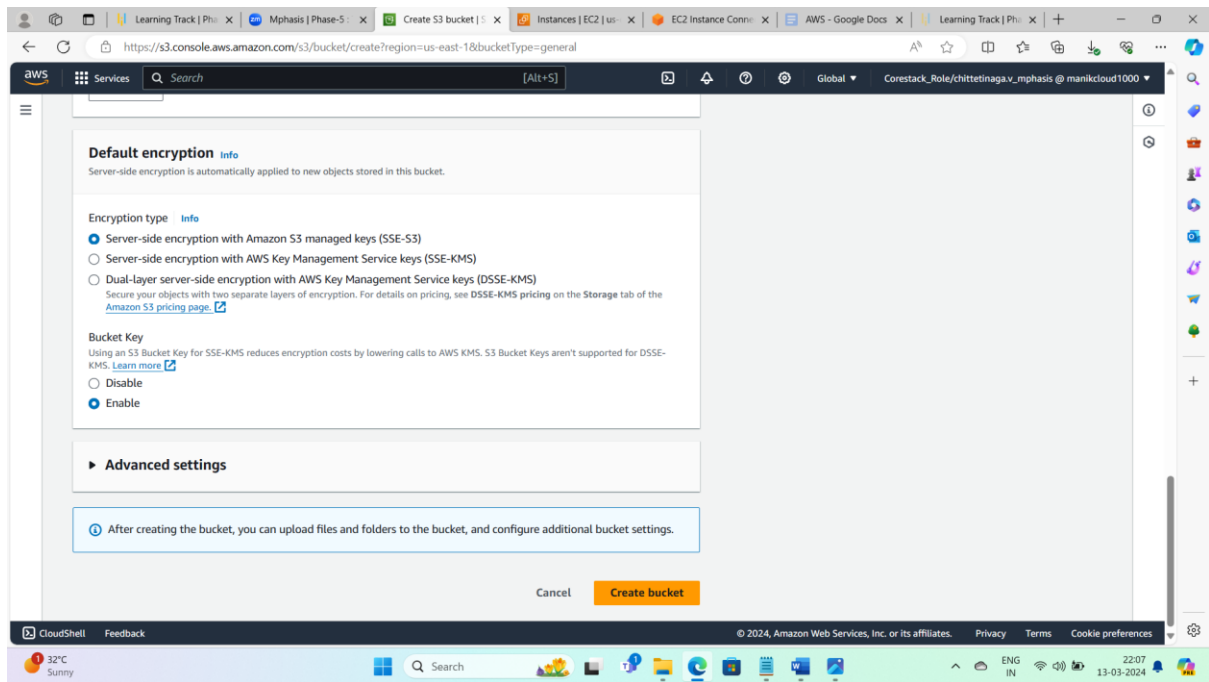 Learning Track | Pha
zm Mphasis | Phase-5 :
Create S3 bucket | S
Instances | EC2 | us-
EC2 Instance Conne
AWS - Google Docs
Learning Track | Pha
https://s3.console.aws.amazon.com/s3/bucket/create?region=us-east-1&bucketType=general
aws Services Search [Alt+S] Global ▼ Corestack_Role/chittetinaga.v_mphasis @ manikcloud1000 ▼
Default encryption Info
Server-side encryption is automatically applied to new objects stored in this bucket.
Encryption type Info
Server-side encryption with Amazon S3 managed keys (SSE-S3)
Server-side encryption with AWS Key Management Service keys (SSE-KMS)
Dual-layer server-side encryption with AWS Key Management Service keys (DSSE-KMS)
Secure your objects with two separate layers of encryption. For details on pricing, see DSSE-KMS pricing on the Storage tab of the
Amazon S3 pricing page.
Bucket Key
Using an S3 Bucket Key for SSE-KMS reduces encryption costs by lowering calls to AWS KMS. S3 Bucket Keys aren't supported for DSSE-
KMS. Learn more
Disable
Enable
Advanced settings
After creating the bucket, you can upload files and folders to the bucket, and configure additional bucket settings.
Cancel Create bucket
CloudShell Feedback © 2024, Amazon Web Services, Inc. or its affiliates. Privacy Terms Cookie preferences
1 32°C
Sunny
Search
ENG
IN
22:07
13-03-2024
PRE